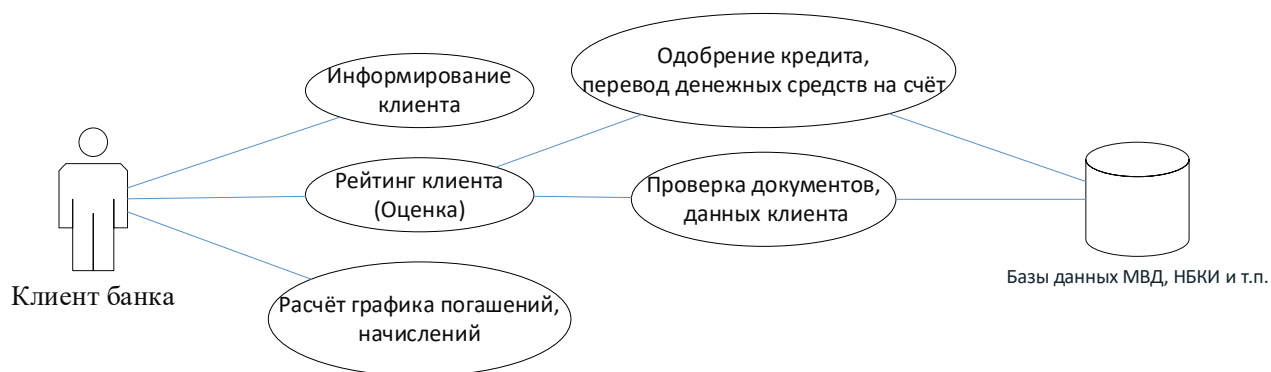 Информирование
клиента
Одобрение кредита,
перевод денежных средств на счёт
Рейтинг клиента
(Оценка)
Проверка документов,
данных клиента
Клиент банка
Базы данных МВД, НБКИ и т.п.
Расчёт графика погашений,
начислений